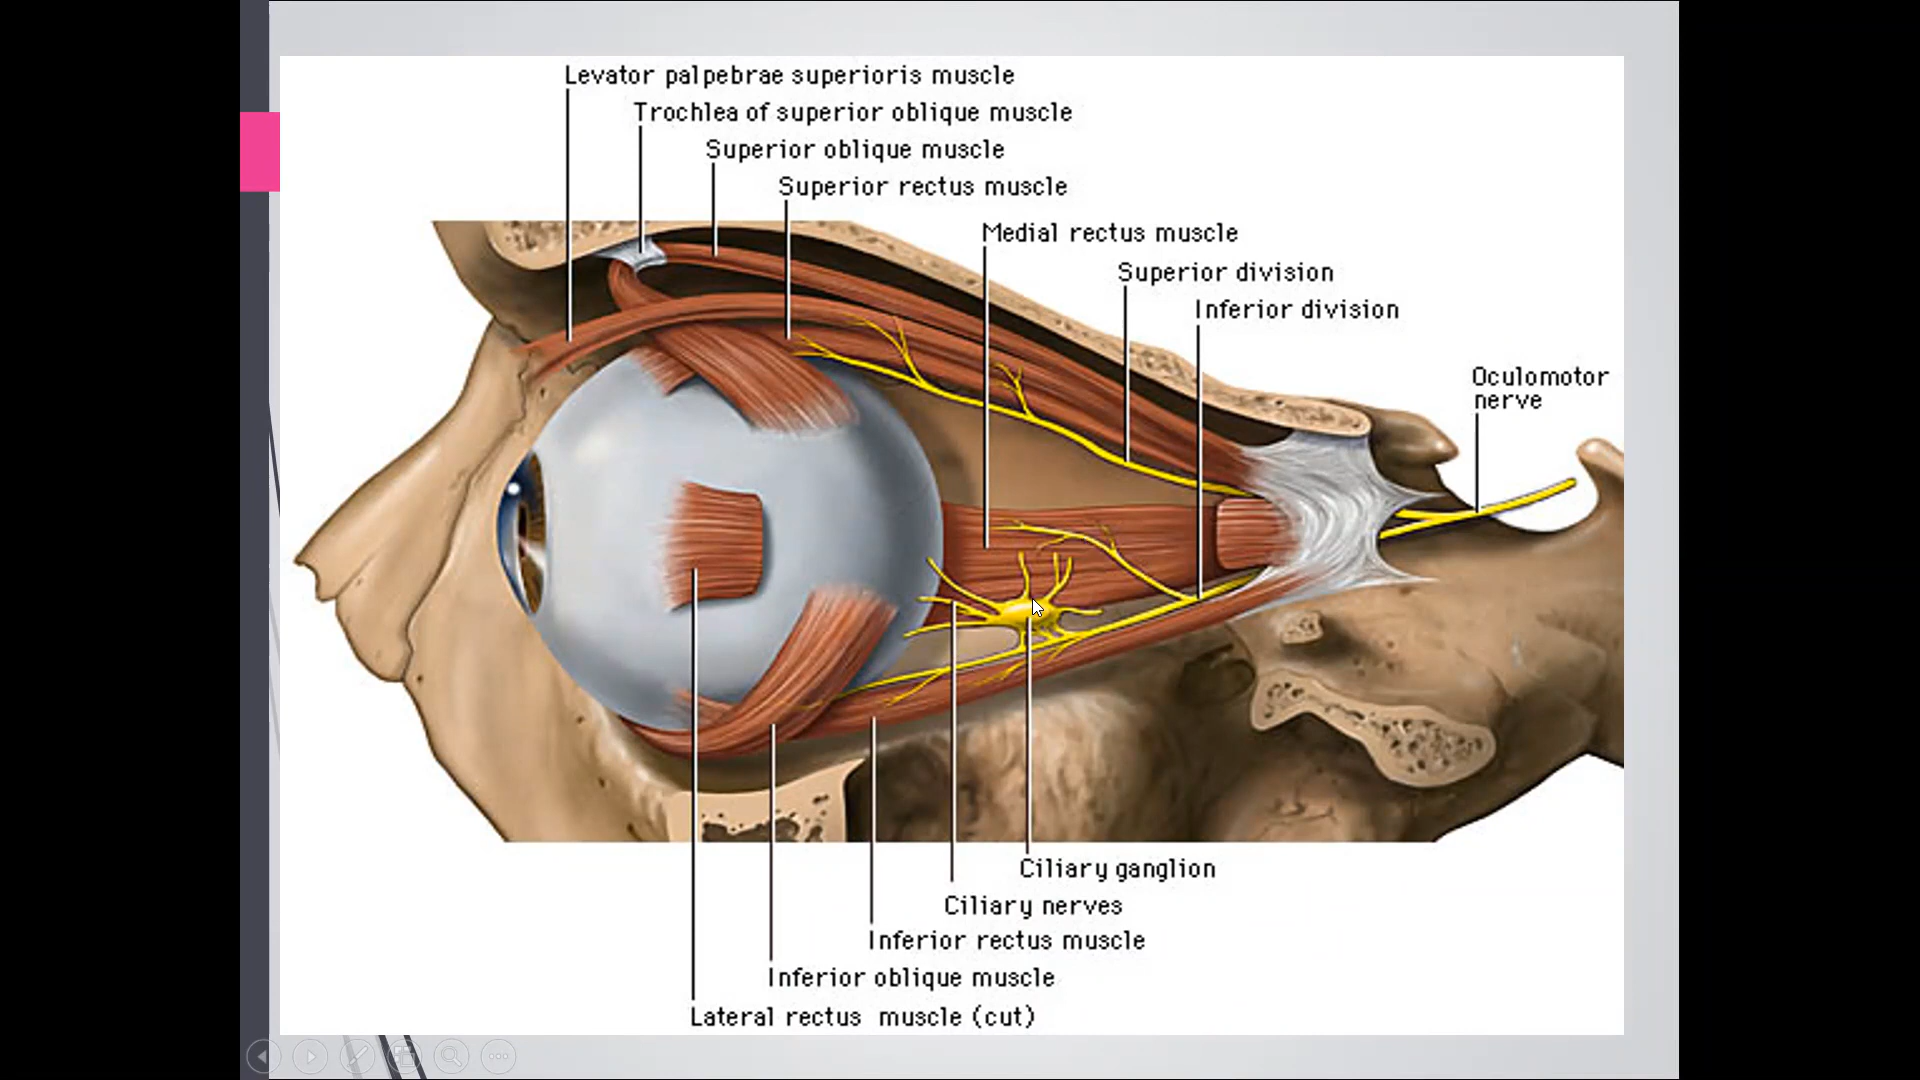 Levator palpebrae superioris muscle
Trochlea of superior oblique muscle
Superior oblique muscle
Superior rectus muscle
Medial rectus muscle
Superior division
Inferior division
Oculomotor
nerve
Ciliary ganglion
Ciliary nerves
Inferior rectus muscle
Inferior oblique muscle
Lateral rectus muscle (cut)